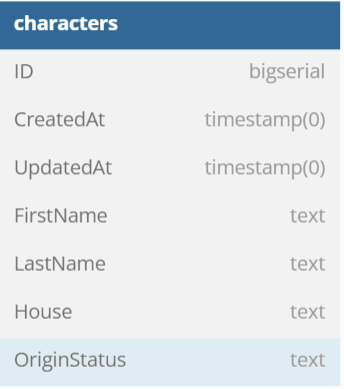 characters
ID bigserial
CreatedAt timestamp(0)
UpdatedAt timestamp(0)
FirstName text
LastName text
House text
OriginStatus text